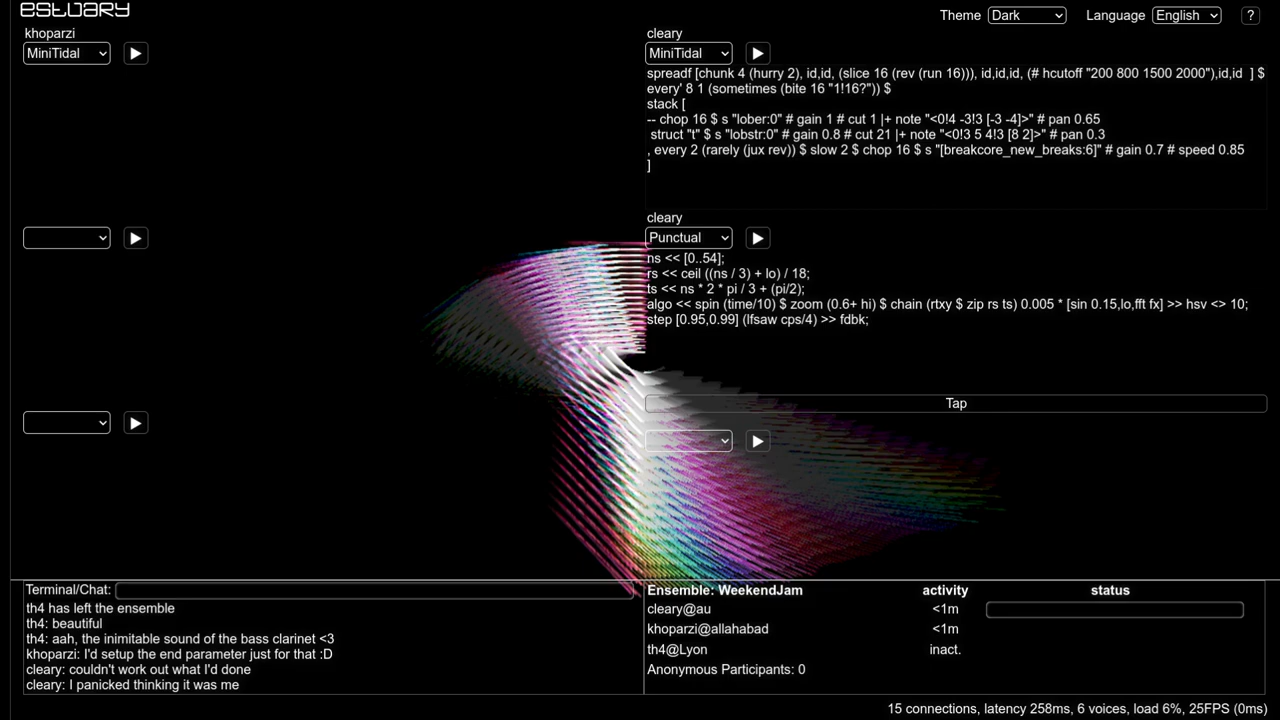 estuary
Theme Dark Language English ?
khoparzi
MiniTidal
cleary
MiniTidal
spreadf [chunk 4 (hurry 2), id,id, (slice 16 (rev (run 16))), id,id,id, (# hcutoff "200 800 1500 2000"),id,id  ] $
every' 8 1 (sometimes (bite 16 "1!16?")) $
stack [
-- chop 16 $ s "lober:0" # gain 1 # cut 1 |+ note "<0!4 -3!3 [-3 -4]>" # pan 0.65
struct "t" $ s "lobstr:0" # gain 0.8 # cut 21 |+ note "<0!3 5 4!3 [8 2]>" # pan 0.3
, every 2 (rarely (jux rev)) $ slow 2 $ chop 16 $ s "[breakcore_new_breaks:6]" # gain 0.7 # speed 0.85
]
cleary
Punctual
ns << [0..54];
rs << ceil ((ns / 3) + lo) / 18;
ts << ns * 2 * pi / 3 + (pi/2);
algo << spin (time/10) $ zoom (0.6+ hi) $ chain (rtxy $ zip rs ts) 0.005 * [sin 0.15,lo,fft fx] >> hsv <> 10;
step [0.95,0.99] (lfsaw cps/4) >> fdbk;
Tap
Terminal/Chat:
th4 has left the ensemble
th4: beautiful
th4: aah, the inimitable sound of the bass clarinet <3
khoparzi: I'd setup the end parameter just for that :D
cleary: couldn't work out what I'd done
cleary: I panicked thinking it was me
Ensemble: WeekendJam activity status
cleary@au <1m
khoparzi@allahabad <1m
th4@Lyon inact.
Anonymous Participants: 0
15 connections, latency 258ms, 6 voices, load 6%, 25FPS (0ms)